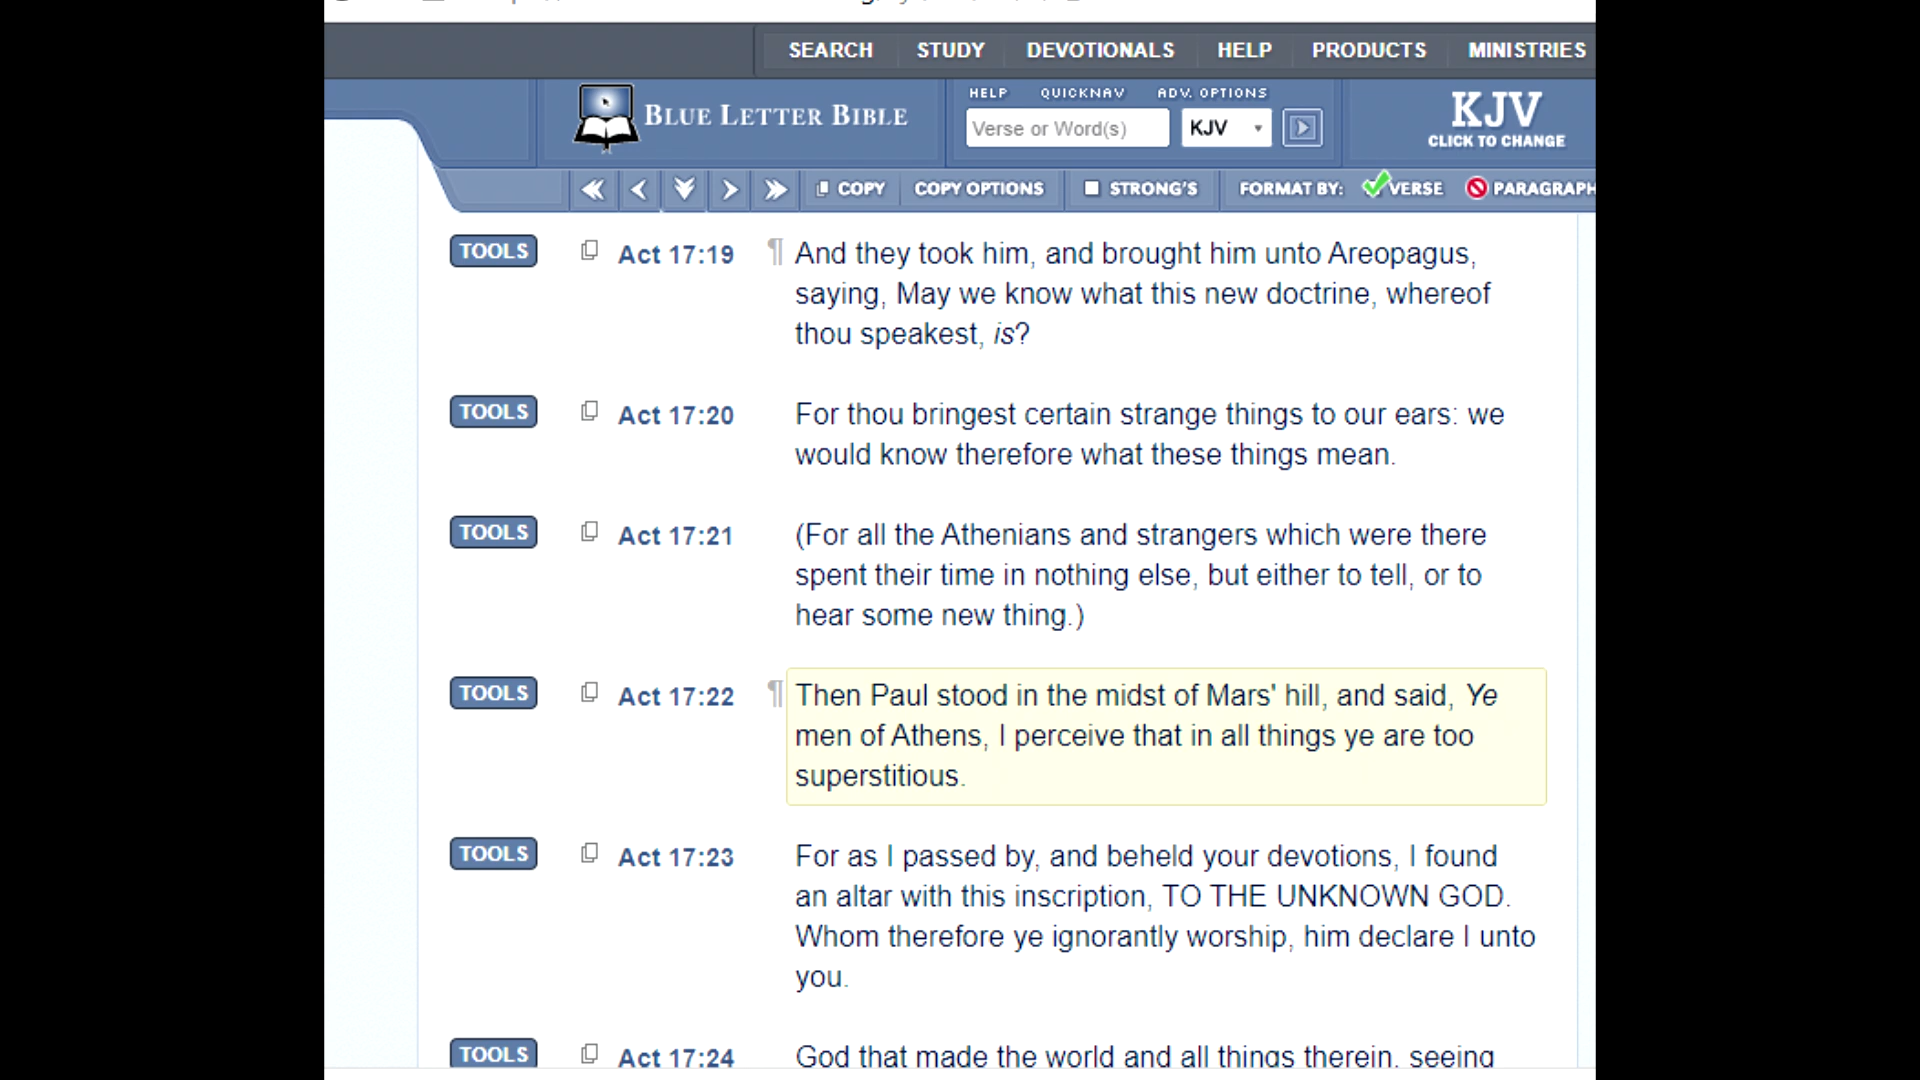 SEARCH STUDY DEVOTIONALS HELP PRODUCTS MINISTRIES
BLUE LETTER BIBLE
HELP QUICKNAV ADV. OPTIONS
Verse or Word(s) KJV
KJV
CLICK TO CHANGE
COPY COPY OPTIONS STRONG'S FORMAT BY: VERSE PARAGRAPH
TOOLS Act 17:19 ¶ And they took him, and brought him unto Areopagus,
saying, May we know what this new doctrine, whereof
thou speakest, is?
TOOLS Act 17:20 For thou bringest certain strange things to our ears: we
would know therefore what these things mean.
TOOLS Act 17:21 (For all the Athenians and strangers which were there
spent their time in nothing else, but either to tell, or to
hear some new thing.)
TOOLS Act 17:22 ¶ Then Paul stood in the midst of Mars' hill, and said, Ye
men of Athens, I perceive that in all things ye are too
superstitious.
TOOLS Act 17:23 For as I passed by, and beheld your devotions, I found
an altar with this inscription, TO THE UNKNOWN GOD.
Whom therefore ye ignorantly worship, him declare I unto
you.
TOOLS Act 17:24 God that made the world and all things therein, seeing